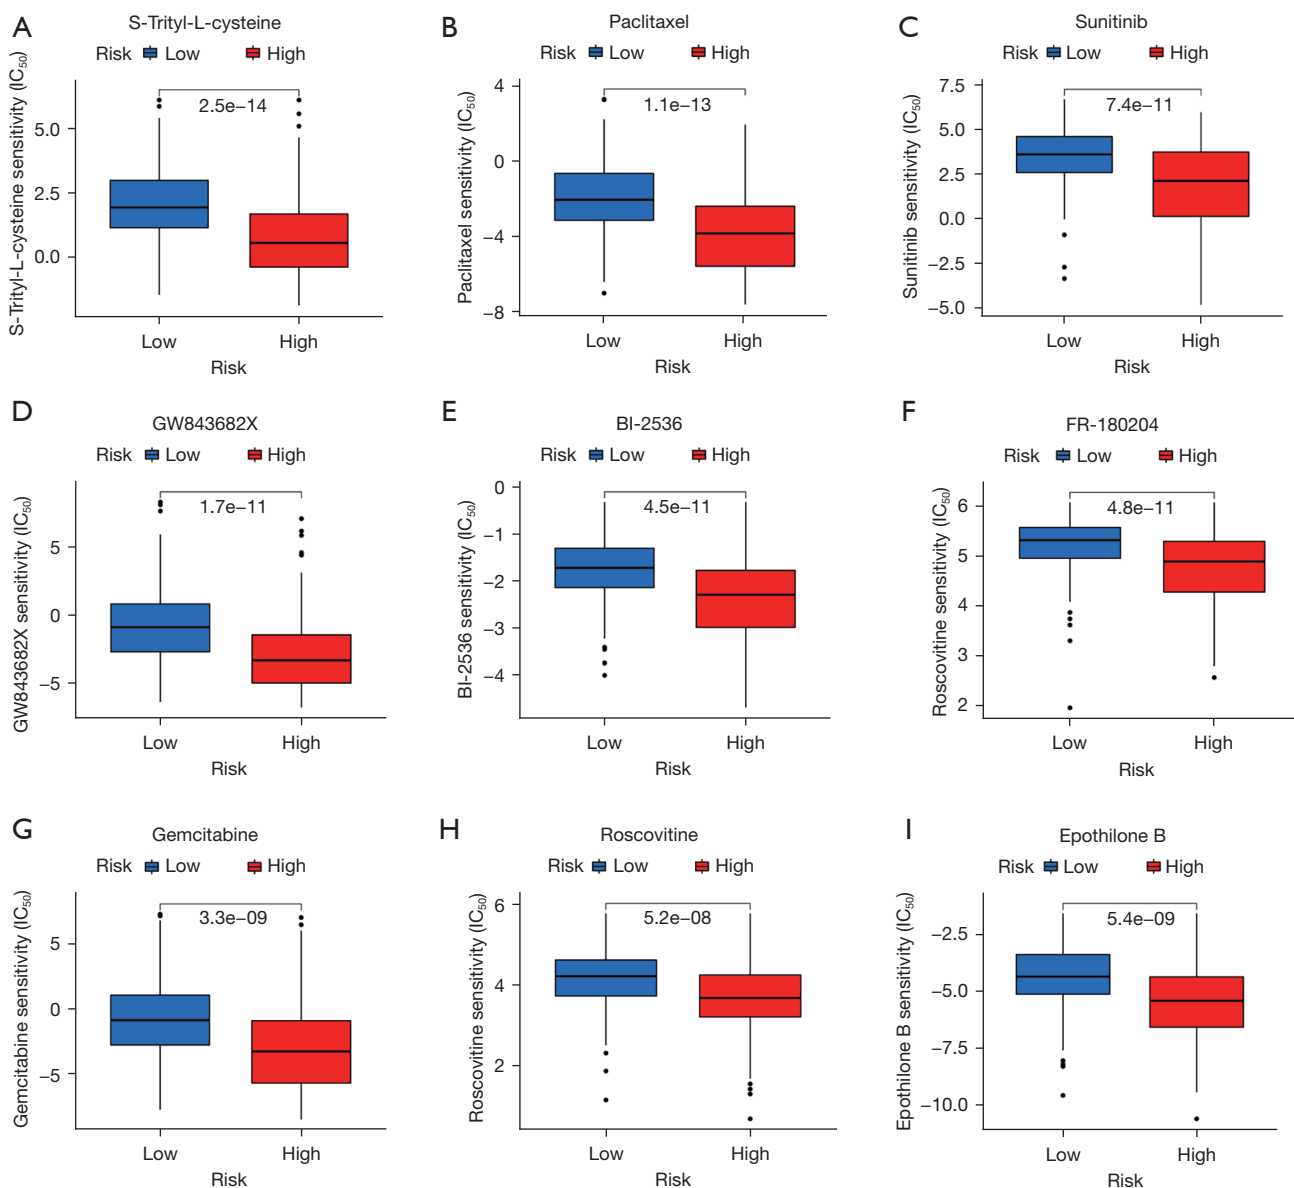 A
S-Trityl-L-cysteine
Risk Low High
S-Trityl-L-cysteine sensitivity (IC50)
2.5e−14
5.0
2.5
0.0
Low High
Risk
B
Paclitaxel
Risk Low High
Paclitaxel sensitivity (IC50)
1.1e−13
4
0
−4
−8
Low High
Risk
C
Sunitinib
Risk Low High
Sunitinib sensitivity (IC50)
7.4e−11
7.5
5.0
2.5
0.0
−2.5
−5.0
Low High
Risk
D
GW843682X
Risk Low High
GW843682X sensitivity (IC50)
1.7e−11
5
0
−5
Low High
Risk
E
BI-2536
Risk Low High
BI-2536 sensitivity (IC50)
4.5e−11
0
−1
−2
−3
−4
Low High
Risk
F
FR-180204
Risk Low High
Roscovitine sensitivity (IC50)
4.8e−11
6
5
4
3
2
Low High
Risk
G
Gemcitabine
Risk Low High
Gemcitabine sensitivity (IC50)
3.3e−09
5
0
−5
Low High
Risk
H
Roscovitine
Risk Low High
Roscovitine sensitivity (IC50)
5.2e−08
6
4
2
Low High
Risk
I
Epothilone B
Risk Low High
Epothilone B sensitivity (IC50)
5.4e−09
−2.5
−5.0
−7.5
−10.0
Low High
Risk